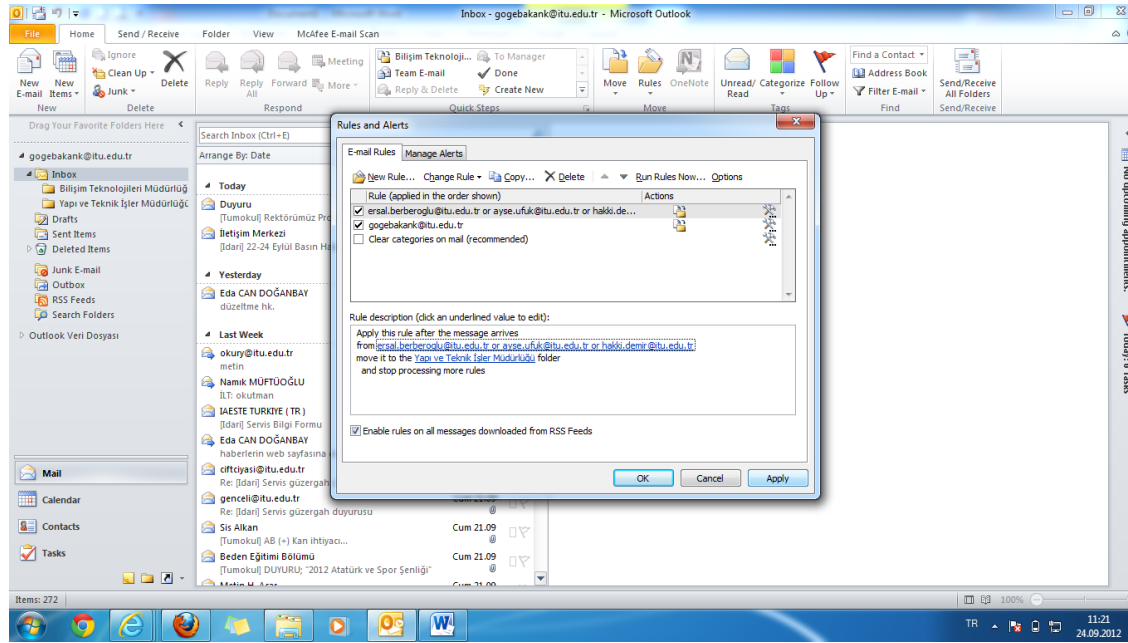 Inbox - gogebakank@itu.edu.tr - Microsoft Outlook
File Home Send / Receive Folder View McAfee E-mail Scan
New E-mail
New Items
New
Ignore
Clean Up
Junk
Delete
Delete
Reply
Reply All
Forward
Meeting
More
Respond
Bilişim Teknoloji...
Team E-mail
Reply & Delete
To Manager
Done
Create New
Quick Steps
Move
Rules
OneNote
Move
Unread/ Read
Categorize
Follow Up
Tags
Find a Contact
Address Book
Filter E-mail
Find
Send/Receive All Folders
Send/Receive
Drag Your Favorite Folders Here
gogebakank@itu.edu.tr
Inbox
Bilişim Teknolojileri Müdürlüğ
Yapı ve Teknik İşler Müdürlüğü
Drafts
Sent Items
Deleted Items
Junk E-mail
Outbox
RSS Feeds
Search Folders
Outlook Veri Dosyası
Mail
Calendar
Contacts
Tasks
Search Inbox (Ctrl+E)
Arrange By: Date
Today
Duyuru
[Tumokul] Rektörümüz Pro
İletişim Merkezi
[Idari] 22-24 Eylül Basın Ha
Yesterday
Eda CAN DOĞANBAY
düzeltme hk.
Last Week
okury@itu.edu.tr
metin
Namık MÜFTÜOĞLU
ILT: okutman
IAESTE TURKIYE ( TR )
[Idari] Servis Bilgi Formu
Eda CAN DOĞANBAY
haberlerin web sayfasına
ciftciyasi@itu.edu.tr
Re: [Idari] Servis güzergah
genceli@itu.edu.tr Cum 21.09
Re: [Idari] Servis güzergah duyurusu
Sis Alkan Cum 21.09
[Tumokul] AB (+) Kan ihtiyacı...
Beden Eğitimi Bölümü Cum 21.09
[Tumokul] DUYURU; "2012 Atatürk ve Spor Şenliği"
Metin H. Acar Cum 21.09
Rules and Alerts
E-mail Rules Manage Alerts
New Rule... Change Rule Copy... Delete Run Rules Now... Options
Rule (applied in the order shown) Actions
ersal.berberoglu@itu.edu.tr or ayse.ufuk@itu.edu.tr or hakki.de...
gogebakank@itu.edu.tr
Clear categories on mail (recommended)
Rule description (click an underlined value to edit):
Apply this rule after the message arrives
from ersal.berberoglu@itu.edu.tr or ayse.ufuk@itu.edu.tr or hakki.demir@itu.edu.tr
move it to the Yapı ve Teknik İşler Müdürlüğü folder
and stop processing more rules
Enable rules on all messages downloaded from RSS Feeds
OK Cancel Apply
No upcoming appointments.
Today: 0 Tasks
Items: 272
100%
TR
11:21
24.09.2012